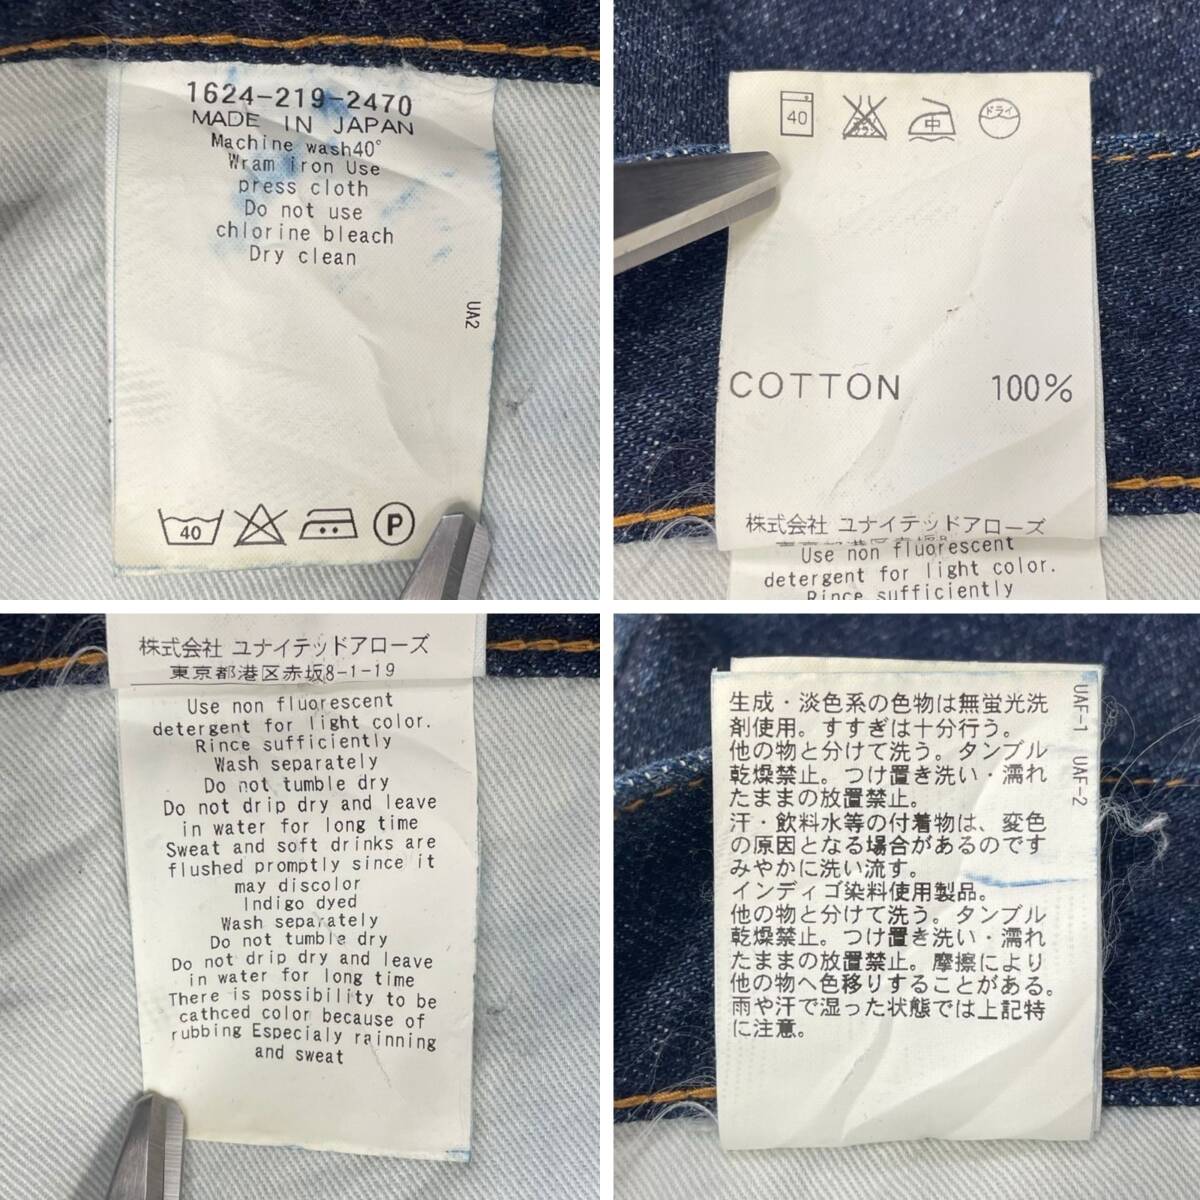 1624-219-2470
MADE IN JAPAN
Machine wash40°
Wram iron Use
press cloth
Do not use
chlorine bleach
Dry clean
UA2
40
P
40
中
ドライ
COTTON 100%
株式会社 ユナイテッドアローズ
Use non fluorescent
detergent for light color.
Rince sufficiently
株式会社 ユナイテッドアローズ
東京都港区赤坂8-1-19
Use non fluorescent
detergent for light color.
Rince sufficiently
Wash separately
Do not tumble dry
Do not drip dry and leave
in water for long time
Sweat and soft drinks are
flushed promptly since it
may discolor
Indigo dyed
Wash separately
Do not tumble dry
Do not drip dry and leave
in water for long time
There is possibility to be
cathced color because of
rubbing Especialy rainning
and sweat
生成・淡色系の色物は無蛍光洗
剤使用。すすぎは十分行う。
他の物と分けて洗う。タンブル
乾燥禁止。つけ置き洗い・濡れ
たままの放置禁止。
汗・飲料水等の付着物は、変色
の原因となる場合があるのです
みやかに洗い流す。
インディゴ染料使用製品。
他の物と分けて洗う。タンブル
乾燥禁止。つけ置き洗い・濡れ
たままの放置禁止。摩擦により
他の物へ色移りすることがある。
雨や汗で湿った状態では上記特
に注意。
UAF-1 UAF-2